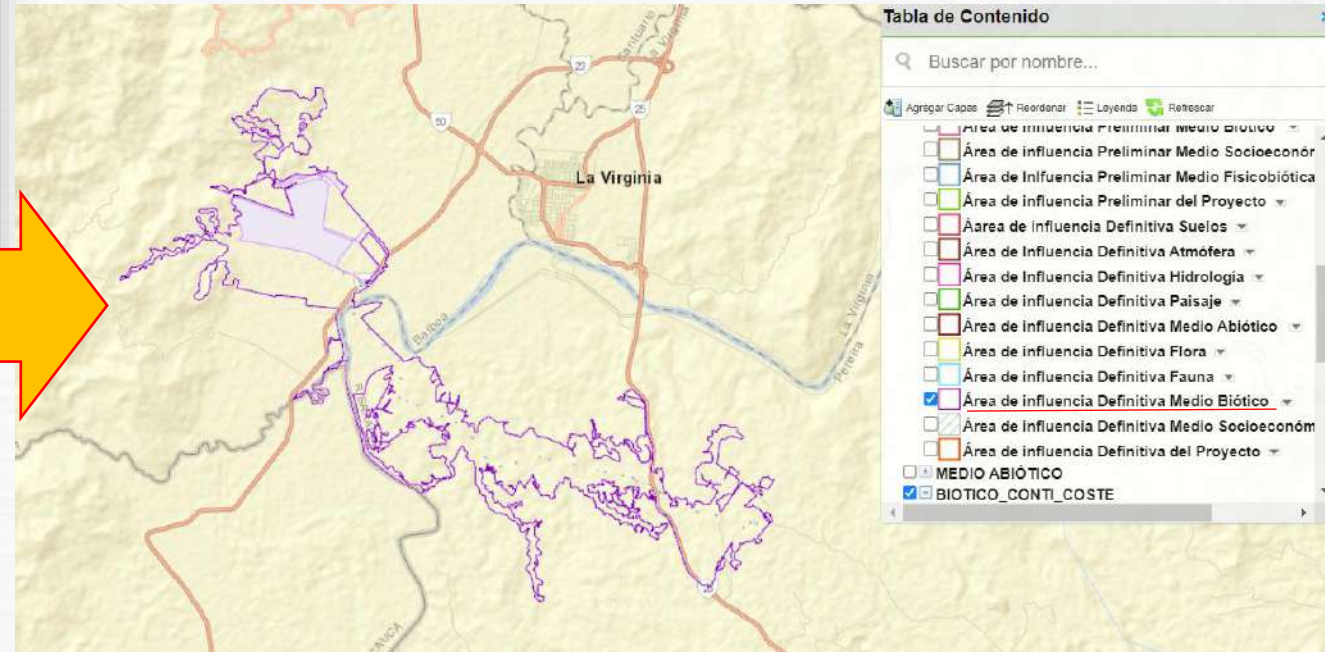 Tabla de Contenido
Buscar por nombre...
Agregar Capas Reordenar Leyenda Refrescar
Área de influencia Preliminar Medio Biótico
Área de influencia Preliminar Medio Socioeconór
Área de Inlfuencia Preliminar Medio Fisicobiótica
Área de influencia Preliminar del Proyecto
Áarea de influencia Definitiva Suelos
Área de Influencia Definitiva Atmófera
Área de Influencia Definitiva Hidrología
Área de influencia Definitiva Paisaje
Área de influencia Definitiva Medio Abiótico
Área de influencia Definitiva Flora
Área de influencia Definitiva Fauna
Área de influencia Definitiva Medio Biótico
Área de influencia Definitiva Medio Socioeconóm
Área de influencia Definitiva del Proyecto
MEDIO ABIÓTICO
BIOTICO_CONTI_COSTE
Santuario
La Virginia
23
25
50
La Virginia
Balboa
La Virginia
Pereira